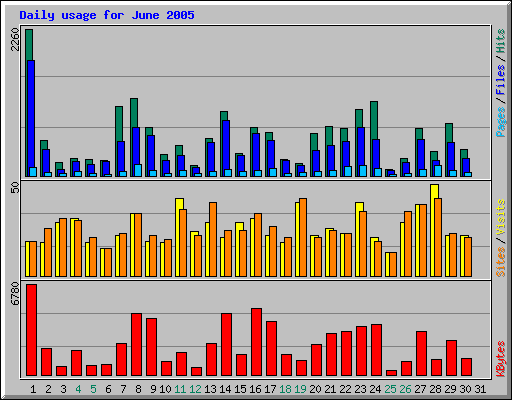 Daily usage for June 2005
2260
Pages / Files / Hits
50
Sites / Visits
6780
KBytes
1 2 3 4 5 6 7 8 9 10 11 12 13 14 15 16 17 18 19 20 21 22 23 24 25 26 27 28 29 30 31